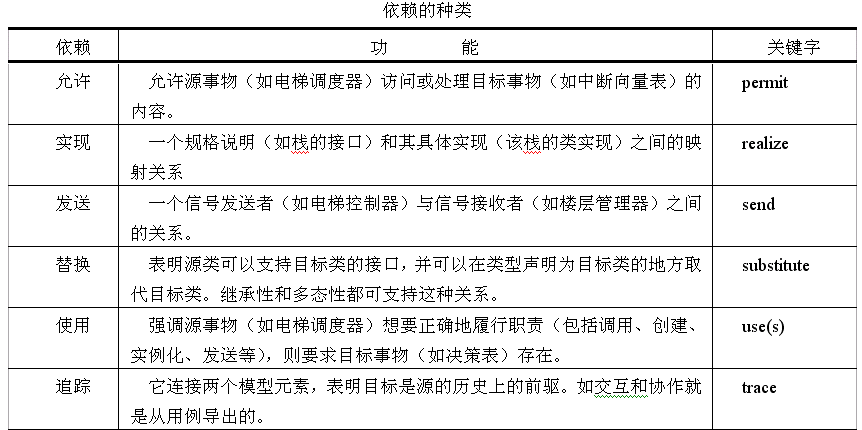 依赖的种类
依赖 功 能 关键字
允许 允许源事物（如电梯调度器）访问或处理目标事物（如中断向量表）的 permit
内容。
实现 一个规格说明（如栈的接口）和其具体实现（该栈的类实现）之间的映 realize
射关系
发送 一个信号发送者（如电梯控制器）与信号接收者（如楼层管理器）之间 send
的关系。
替换 表明源类可以支持目标类的接口，并可以在类型声明为目标类的地方取 substitute
代目标类。继承性和多态性都可支持这种关系。
使用 强调源事物（如电梯调度器）想要正确地履行职责（包括调用、创建、 use(s)
实例化、发送等），则要求目标事物（如决策表）存在。
追踪 它连接两个模型元素，表明目标是源的历史上的前驱。如交互和协作就 trace
是从用例导出的。